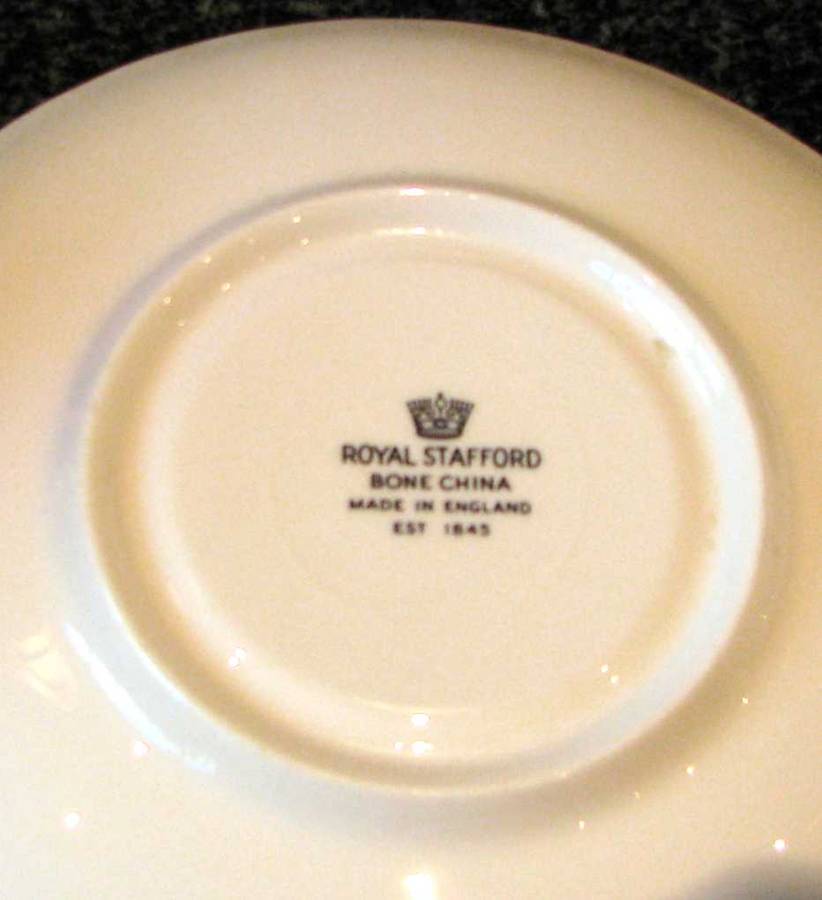 ROYAL STAFFORD
BONE CHINA
MADE IN ENGLAND
EST 1845